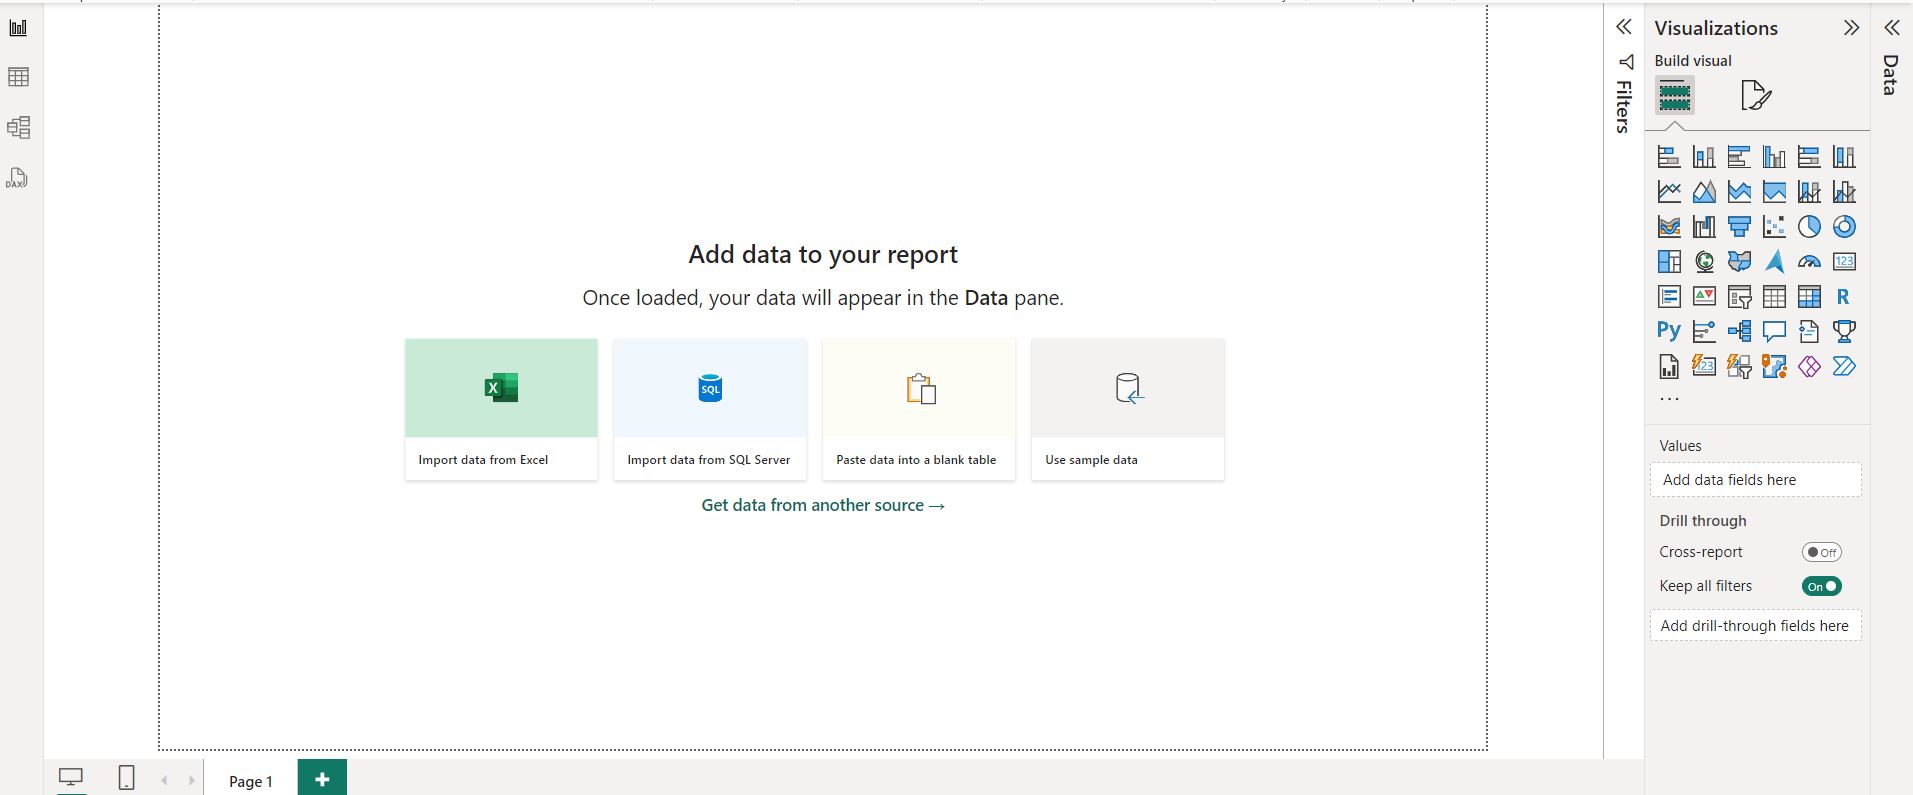 Add data to your report
Once loaded, your data will appear in the Data pane.
X
SQL
Import data from Excel
Import data from SQL Server
Paste data into a blank table
Use sample data
Get data from another source →
DAX
Page 1
+
Filters
Visualizations
Build visual
123
R
Py
123
...
Values
Add data fields here
Drill through
Cross-report
Off
Keep all filters
On
Add drill-through fields here
Data